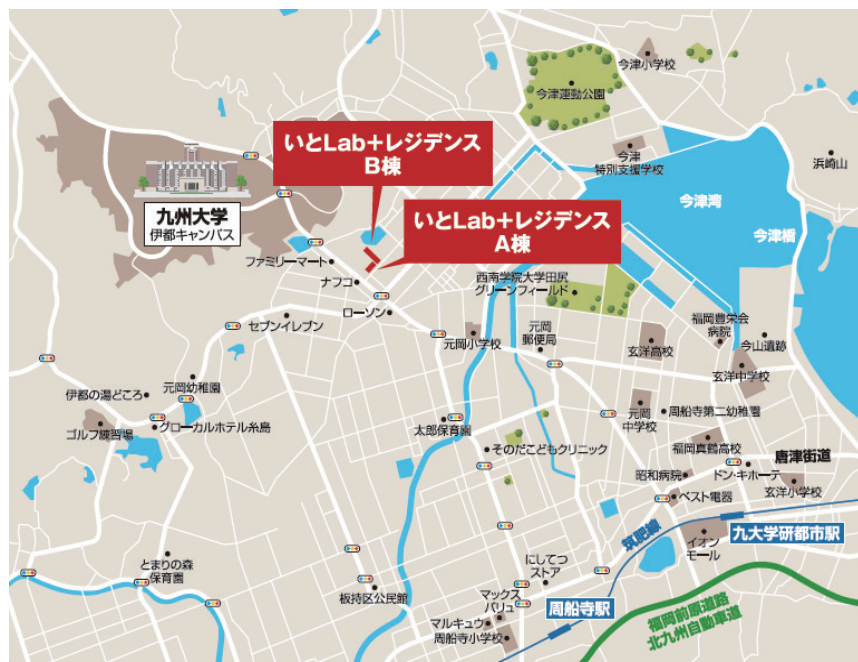 今津小学校
今津運動公園
今津
特別支援学校
浜崎山
いとLab+レジデンス
B棟
九州大学
伊都キャンパス
今津湾
いとLab+レジデンス
A棟
今津橋
ファミリーマート
西南学院大学田尻
グリーンフィールド
ナフコ
ローソン
セブンイレブン
元岡小学校
元岡
郵便局
玄洋高校
福岡豊栄会
病院
今山遺跡
玄洋中学校
元岡幼稚園
伊都の湯どころ
ゴルフ練習場
グローカルホテル糸島
太郎保育園
元岡
中学校
周船寺第二幼稚園
そのだこどもクリニック
福岡真鶴高校
唐津街道
昭和病院
ドン・キホーテ
玄洋小学校
ベスト電器
筑肥線
九大学研都市駅
イオン
モール
とまりの森
保育園
にしてつ
ストア
板持区公民館
マックス
バリュ
周船寺駅
マルキュウ
周船寺小学校
福岡前原道路
北九州自動車道